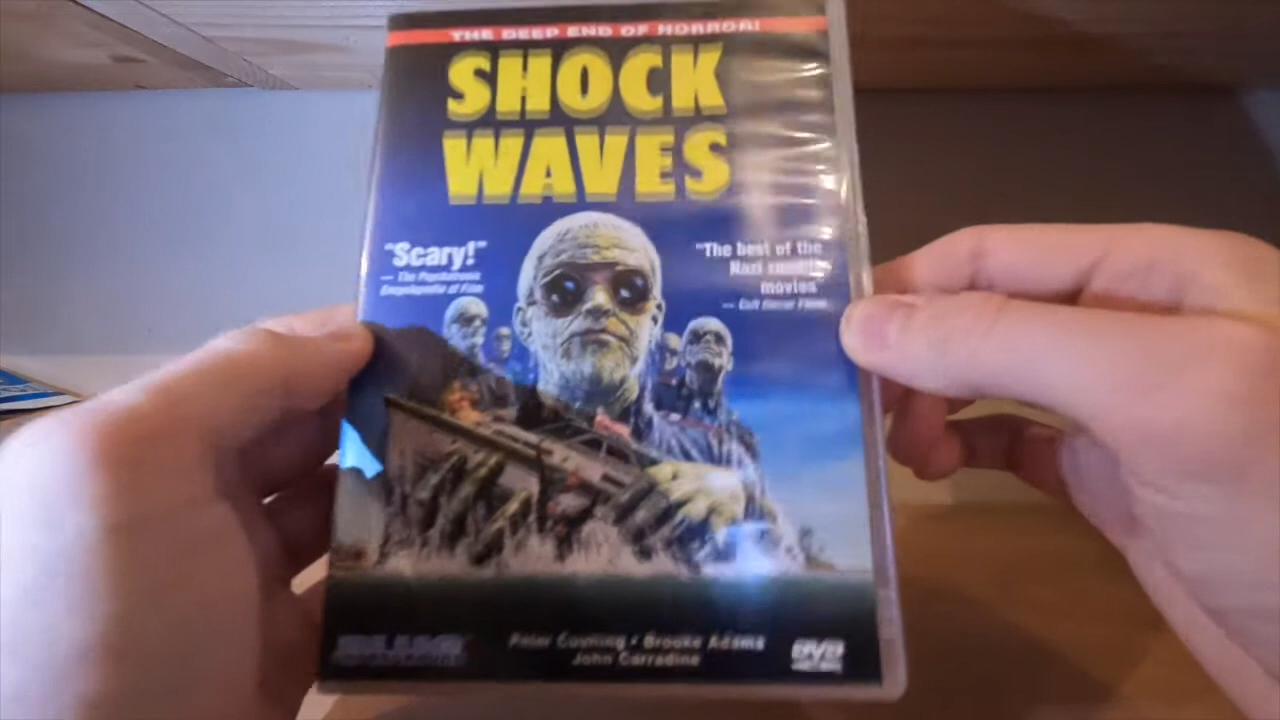 THE DEEP END OF HORROR!
SHOCK
WAVES
"Scary!"
— The Psychotronic
Encyclopedia of Film
"The best of the
Nazi zombie
movies"
— Cult Horror Films
Peter Cushing • Brooke Adams
John Carradine
DVD